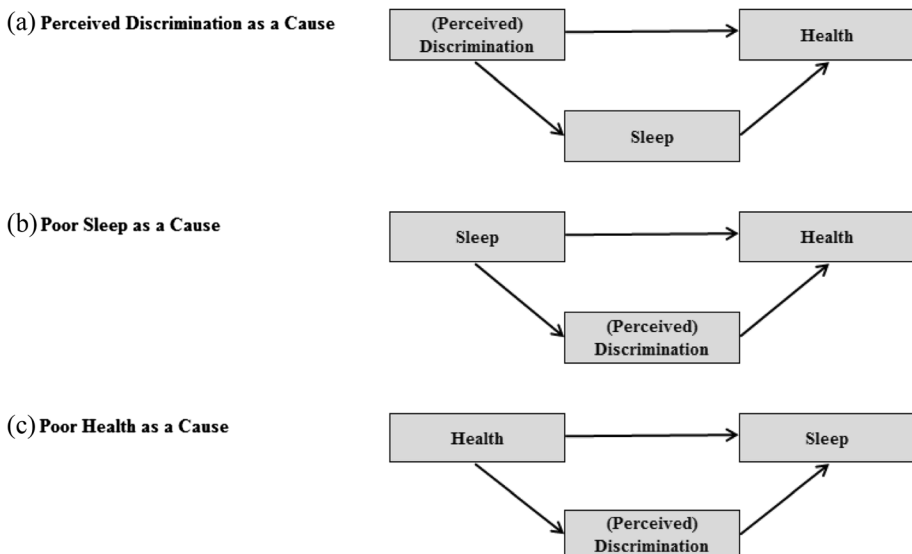 (a) Perceived Discrimination as a Cause
(Perceived)
Discrimination
Health
Sleep
(b) Poor Sleep as a Cause
Sleep
Health
(Perceived)
Discrimination
(c) Poor Health as a Cause
Health
Sleep
(Perceived)
Discrimination